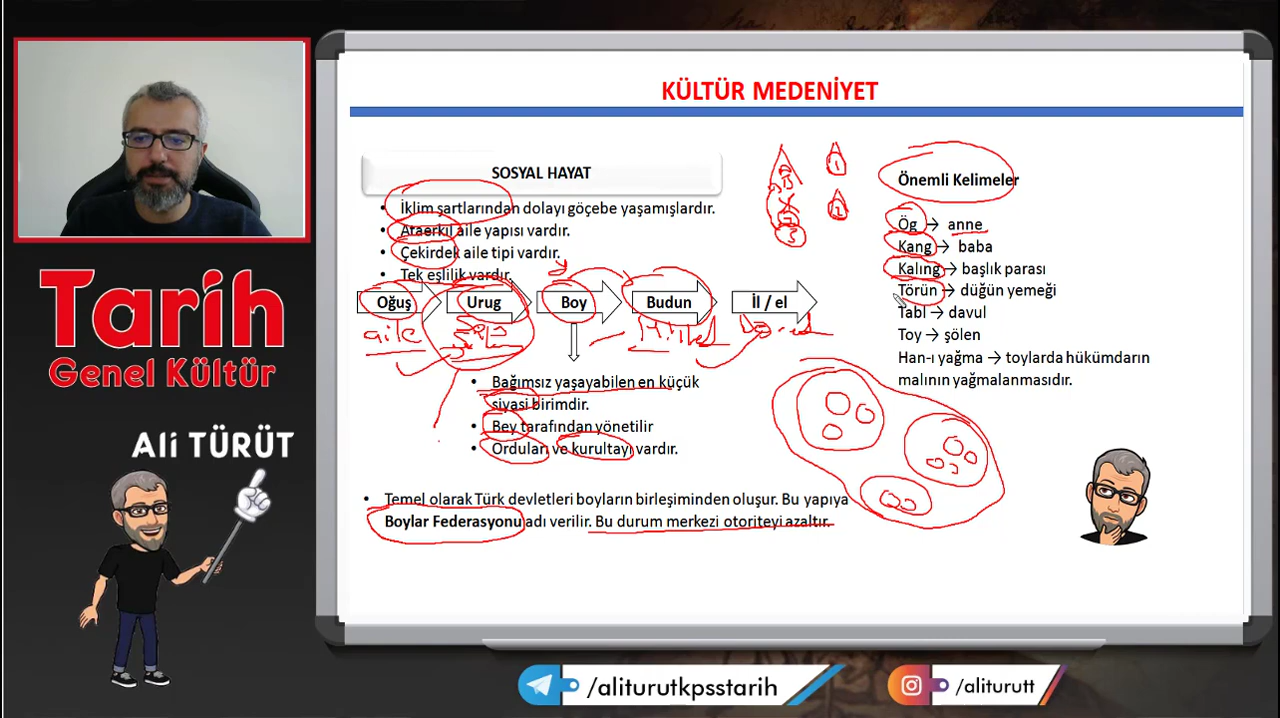 KÜLTÜR MEDENİYET
SOSYAL HAYAT
• İklim şartlarından dolayı göçebe yaşamışlardır.
• Ataerkil aile yapısı vardır.
• Çekirdek aile tipi vardır.
• Tek eşlilik vardır.
Oğuş
Urug
Boy
Budun
İl / el
aile
Millet
• Bağımsız yaşayabilen en küçük
siyasi birimdir.
• Bey tarafından yönetilir
• Orduları ve kurultayı vardır.
• Temel olarak Türk devletleri boyların birleşiminden oluşur. Bu yapıya
Boylar Federasyonu adı verilir. Bu durum merkezi otoriteyi azaltır.
1
2
3
Önemli Kelimeler
Ög → anne
Kang → baba
Kalıng → başlık parası
Törün → düğün yemeği
Tabl → davul
Toy → şölen
Han-ı yağma → toylarda hükümdarın
malının yağmalanmasıdır.
Tarih
Genel Kültür
Ali TÜRÜT
/aliturutkpsstarih
/aliturutt